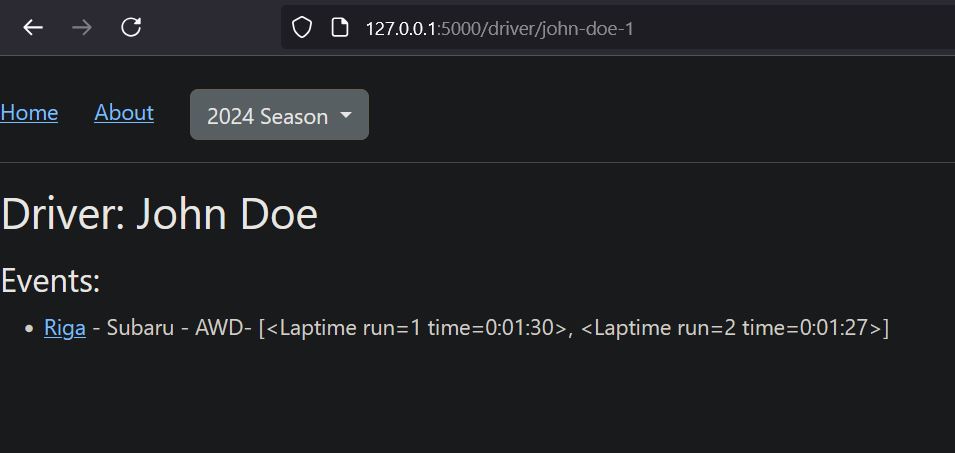 127.0.0.1:5000/driver/john-doe-1
Home About 2024 Season
Driver: John Doe
Events:
Riga - Subaru - AWD- [<Laptime run=1 time=0:01:30>, <Laptime run=2 time=0:01:27>]